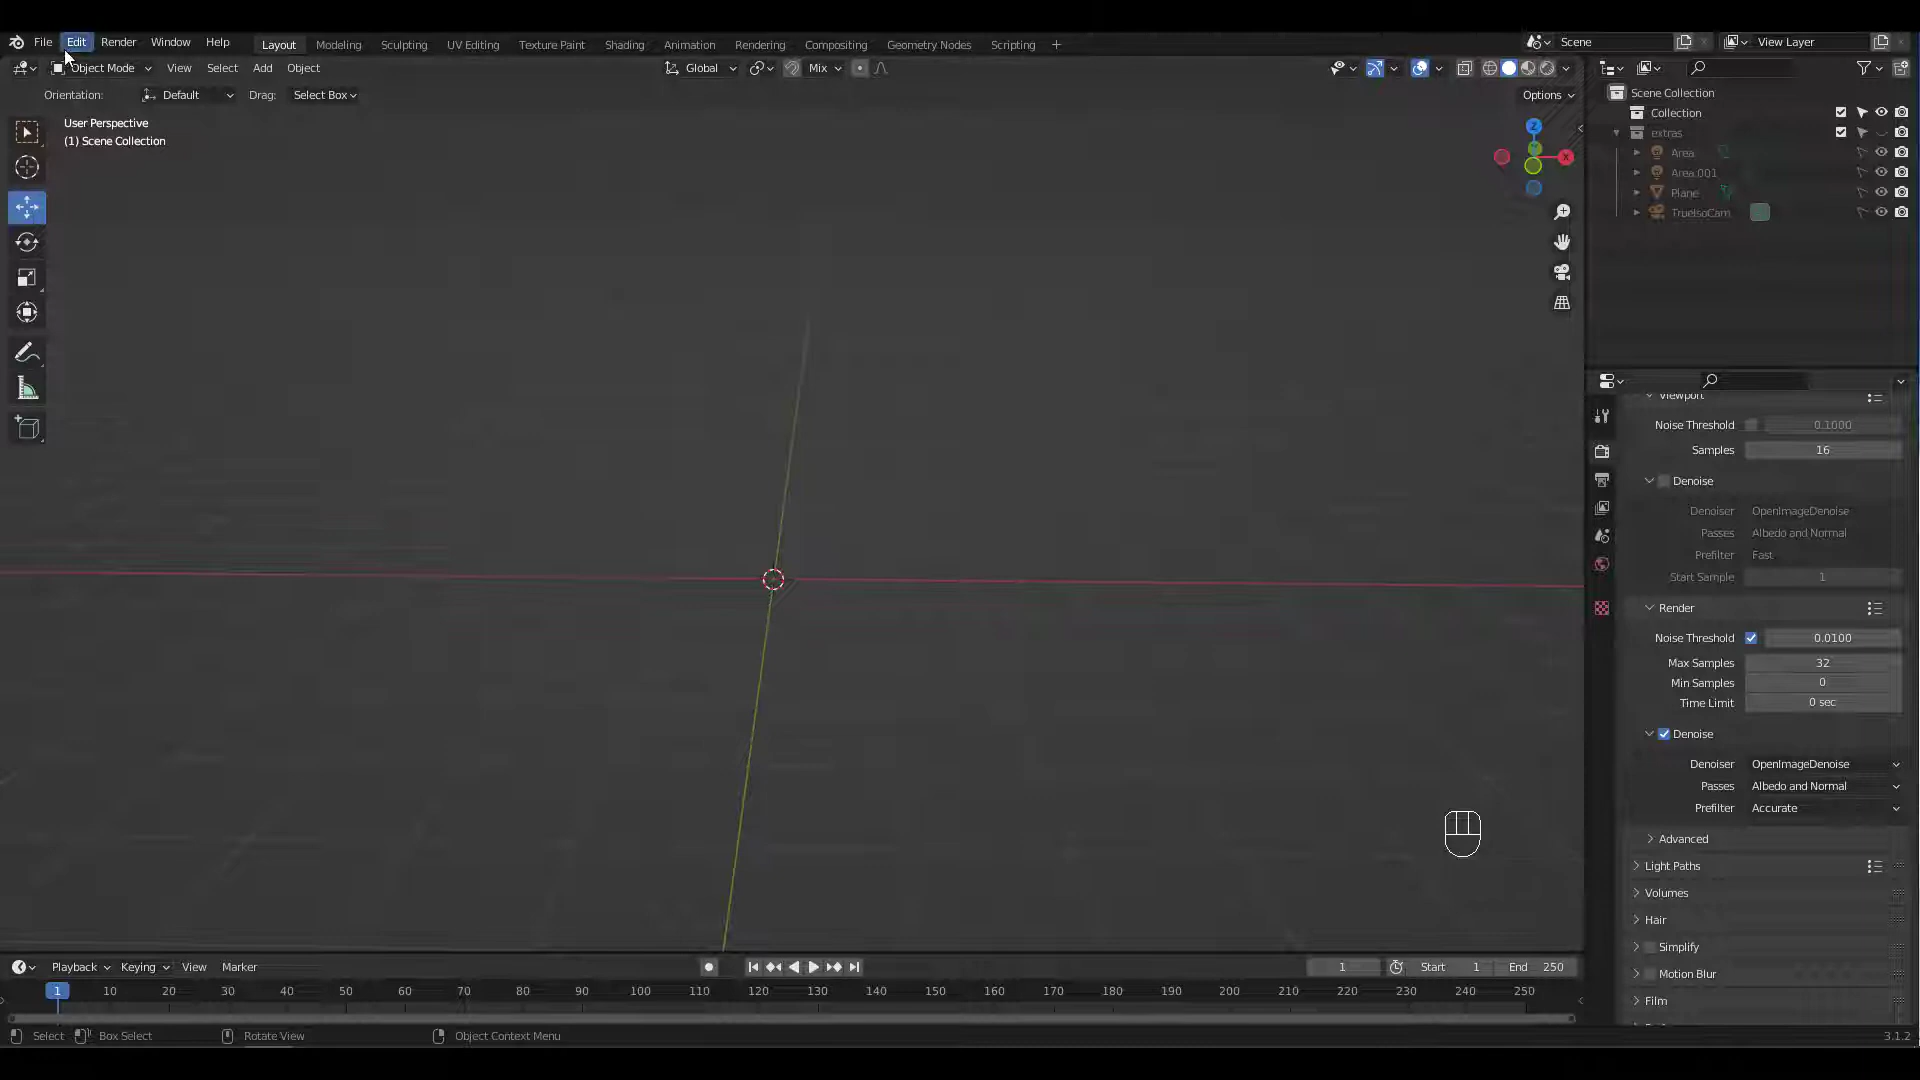 File Edit Render Window Help Layout Modeling Sculpting UV Editing Texture Paint Shading Animation Rendering Compositing Geometry Nodes Scripting + Scene View Layer
Object Mode View Select Add Object Global Mix
Orientation: Default Drag: Select Box Options
User Perspective
(1) Scene Collection
Z
X
Scene Collection
Collection
extras
Area
Area.001
Plane
TrueIsoCam
Viewport
Noise Threshold 0.1000
Samples 16
Denoise
Denoiser OpenImageDenoise
Passes Albedo and Normal
Prefilter Fast
Start Sample 1
Render
Noise Threshold 0.0100
Max Samples 32
Min Samples 0
Time Limit 0 sec
Denoise
Denoiser OpenImageDenoise
Passes Albedo and Normal
Prefilter Accurate
Advanced
Light Paths
Volumes
Hair
Simplify
Motion Blur
Film
Playback Keying View Marker 1 Start 1 End 250
1 10 20 30 40 50 60 70 80 90 100 110 120 130 140 150 160 170 180 190 200 210 220 230 240 250
Select Box Select Rotate View Object Context Menu 3.1.2